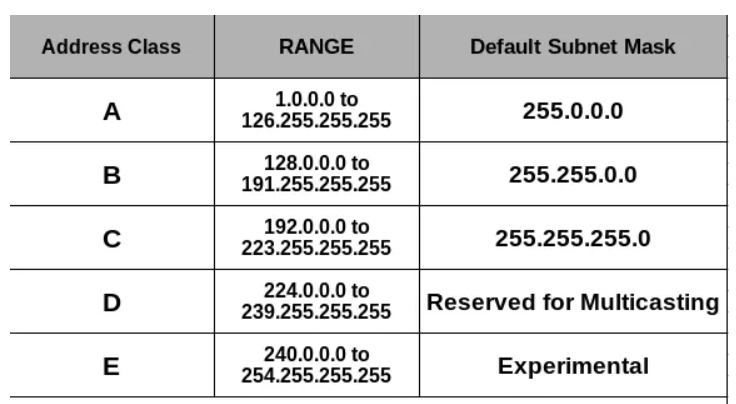 Address Class RANGE Default Subnet Mask
A 1.0.0.0 to
126.255.255.255 255.0.0.0
B 128.0.0.0 to
191.255.255.255 255.255.0.0
C 192.0.0.0 to
223.255.255.255 255.255.255.0
D 224.0.0.0 to
239.255.255.255 Reserved for Multicasting
E 240.0.0.0 to
254.255.255.255 Experimental